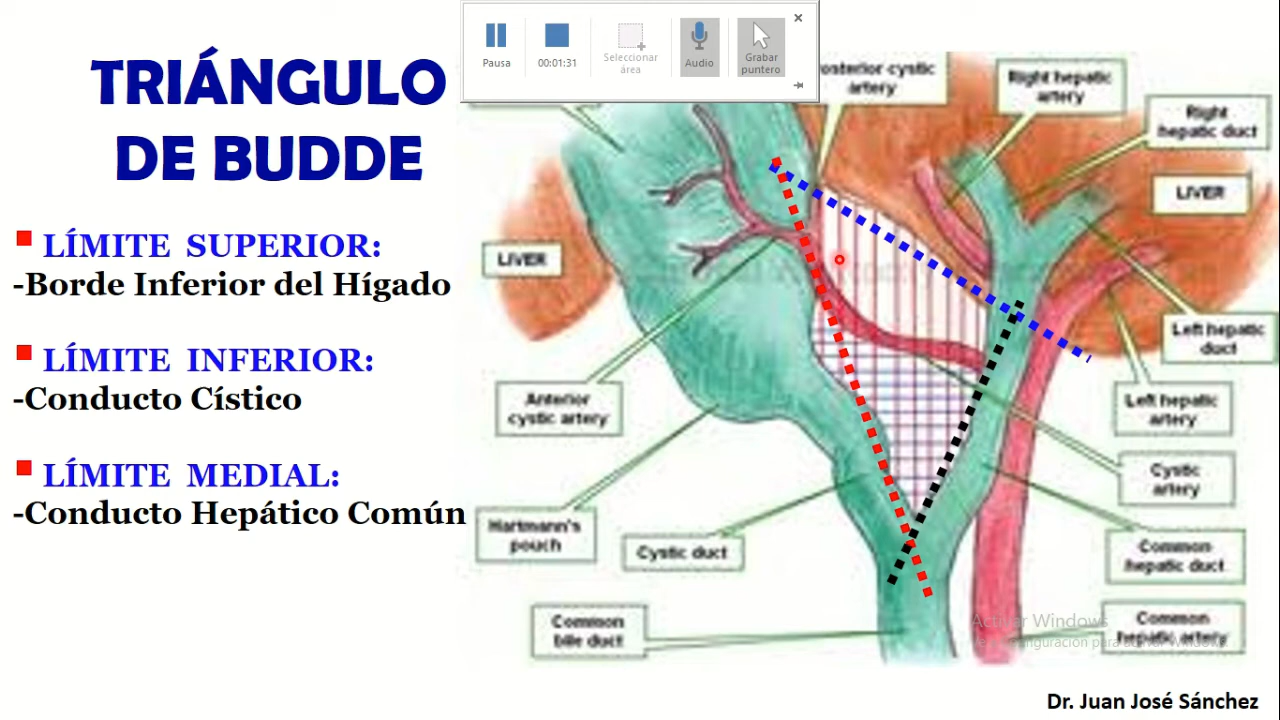 Pausa
00:01:31
Seleccionar
área
Audio
Grabar
puntero
TRIÁNGULO
DE BUDDE
LÍMITE SUPERIOR:
-Borde Inferior del Hígado
LÍMITE INFERIOR:
-Conducto Cístico
LÍMITE MEDIAL:
-Conducto Hepático Común
cystic
artery
Right hepatic
artery
Right
hepatic duct
LIVER
LIVER
Left hepatic
duct
Anterior
cystic artery
Left hepatic
artery
Cystic
artery
Hartmann's
pouch
Cystic duct
Common
hepatic duct
Common
bile duct
Common
hepatic artery
Activar Windows
para activar Windows.
Dr. Juan José Sánchez